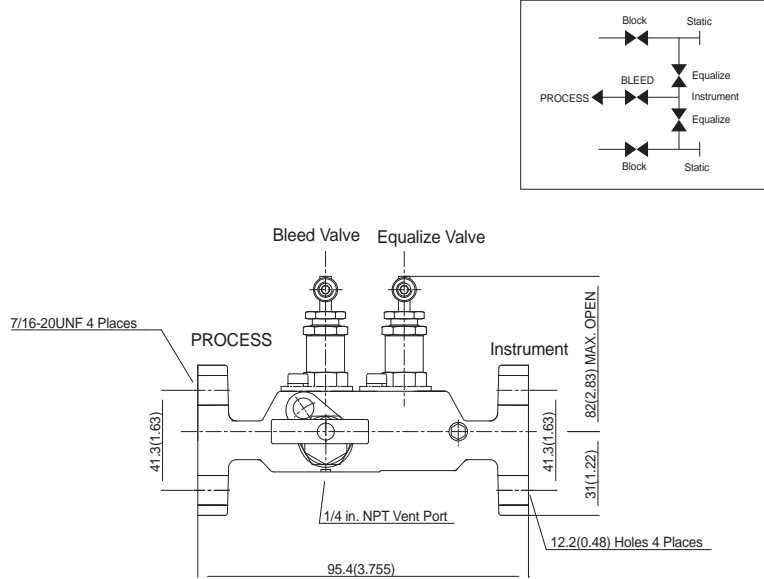 Block
Static
Equalize
BLEED
PROCESS
Instrument
Equalize
Block
Static
Bleed Valve
Equalize Valve
7/16-20UNF 4 Places
PROCESS
Instrument
82(2.83) MAX. OPEN
41.3(1.63)
41.3(1.63)
31(1.22)
1/4 in. NPT Vent Port
12.2(0.48) Holes 4 Places
95.4(3.755)